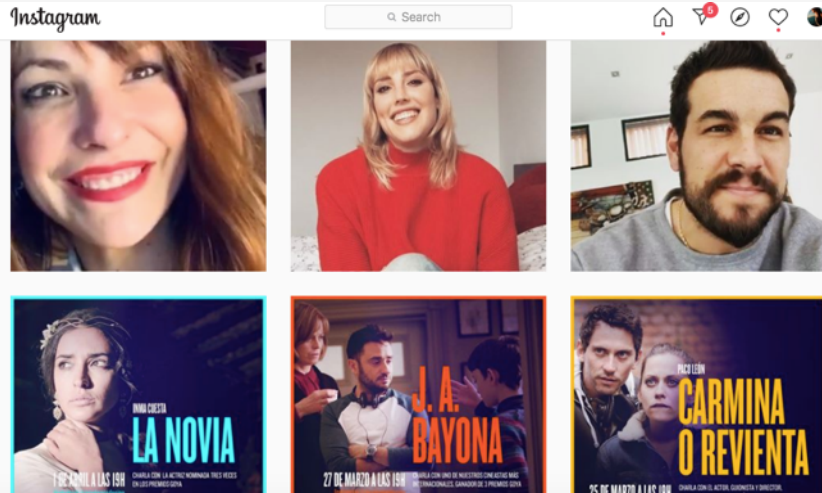 Instagram
Search
5
INMA CUESTA
LA NOVIA
1 DE ABRIL A LAS 19H
CHARLA CON LA ACTRIZ NOMINADA TRES VECES
EN LOS PREMIOS GOYA
J. A.
BAYONA
27 DE MARZO A LAS 19H
CHARLA CON UNO DE NUESTROS CINEASTAS MÁS
INTERNACIONALES. GANADOR DE 3 PREMIOS GOYA
PACO LEÓN
CARMINA
O REVIENTA
25 DE MARZO A LAS 19H
CHARLA CON EL ACTOR, GUIONISTA Y DIRECTOR,